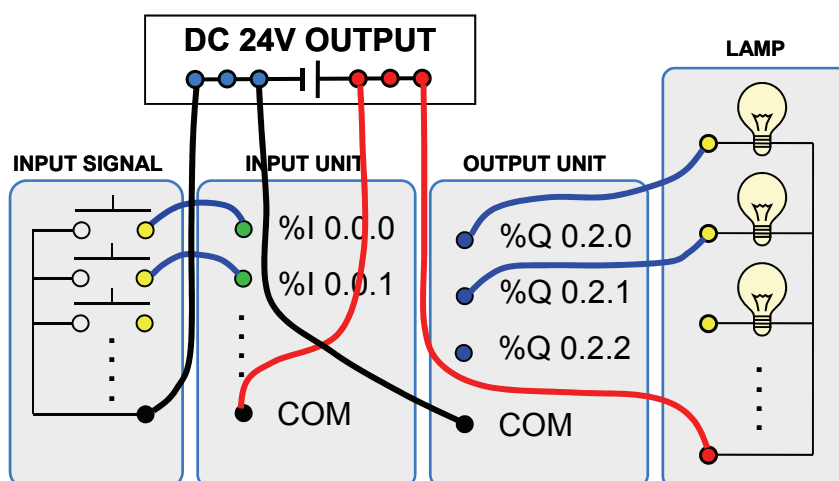 DC 24V OUTPUT
LAMP
INPUT SIGNAL
INPUT UNIT
OUTPUT UNIT
%I 0.0.0
%Q 0.2.0
%I 0.0.1
%Q 0.2.1
%Q 0.2.2
COM
COM